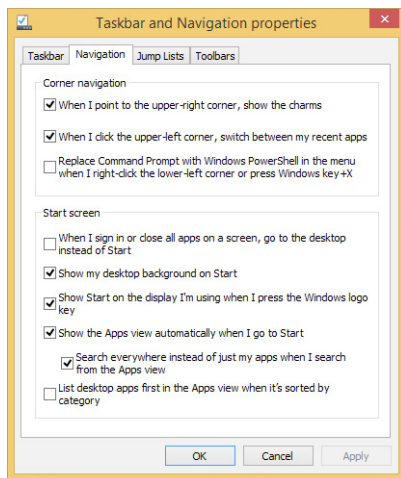 Taskbar and Navigation properties
Taskbar Navigation Jump Lists Toolbars
Corner navigation
When I point to the upper-right corner, show the charms
When I click the upper-left corner, switch between my recent apps
Replace Command Prompt with Windows PowerShell in the menu
when I right-click the lower-left corner or press Windows key+X
Start screen
When I sign in or close all apps on a screen, go to the desktop
instead of Start
Show my desktop background on Start
Show Start on the display I'm using when I press the Windows logo
key
Show the Apps view automatically when I go to Start
Search everywhere instead of just my apps when I search
from the Apps view
List desktop apps first in the Apps view when it's sorted by
category
OK Cancel Apply